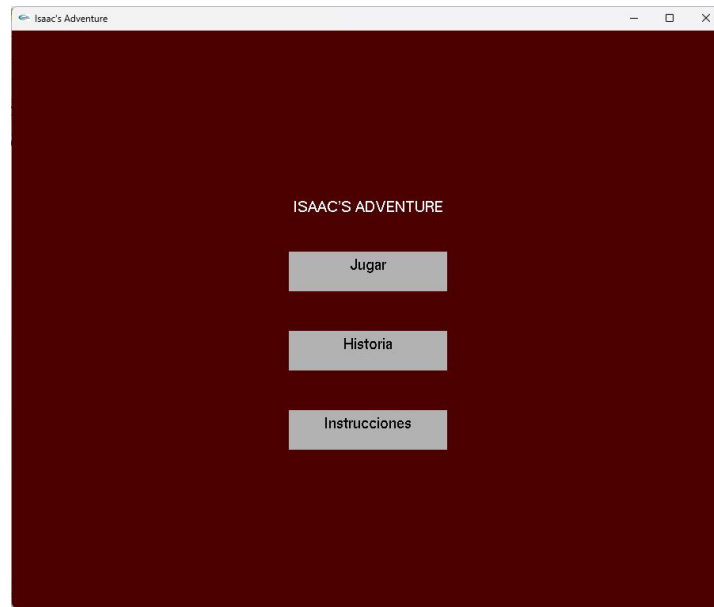 Isaac's Adventure
ISAAC'S ADVENTURE
Jugar
Historia
Instrucciones